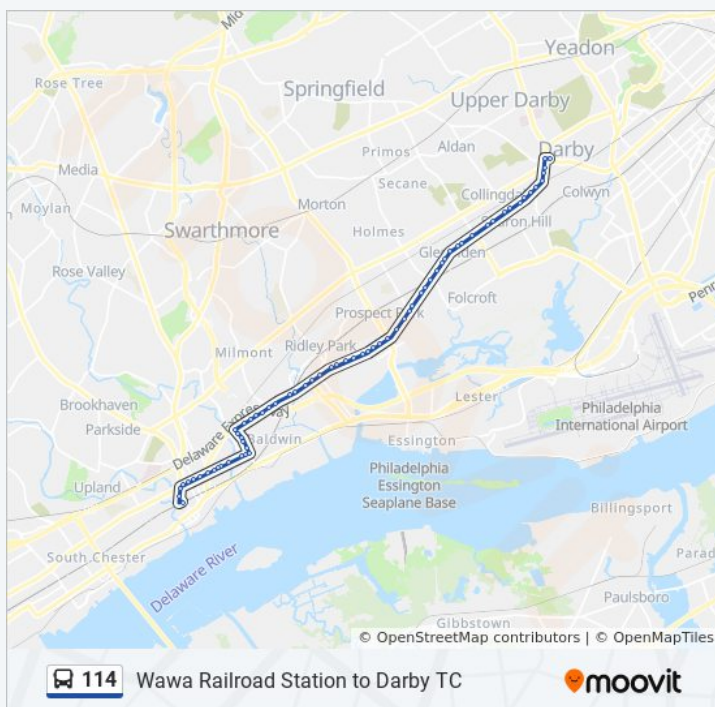 Yeadon
Rose Tree
Springfield
Upper Darby
Primos
Aldan
Darby
Media
Secane
Collingdale
Colwyn
Moylan
Morton
Swarthmore
Holmes
Sharon Hill
Rose Valley
Glenolden
Folcroft
Prospect Park
Ridley Park
Milmont
Brookhaven
Parkside
Lester
Philadelphia
International Airport
Baldwin
Essington
Upland
Philadelphia
Essington
Seaplane Base
Billingsport
South Chester
Delaware River
Parad
Paulsboro
Gibbstown
© OpenStreetMap contributors | © OpenMapTiles
114 Wawa Railroad Station to Darby TC
moovit